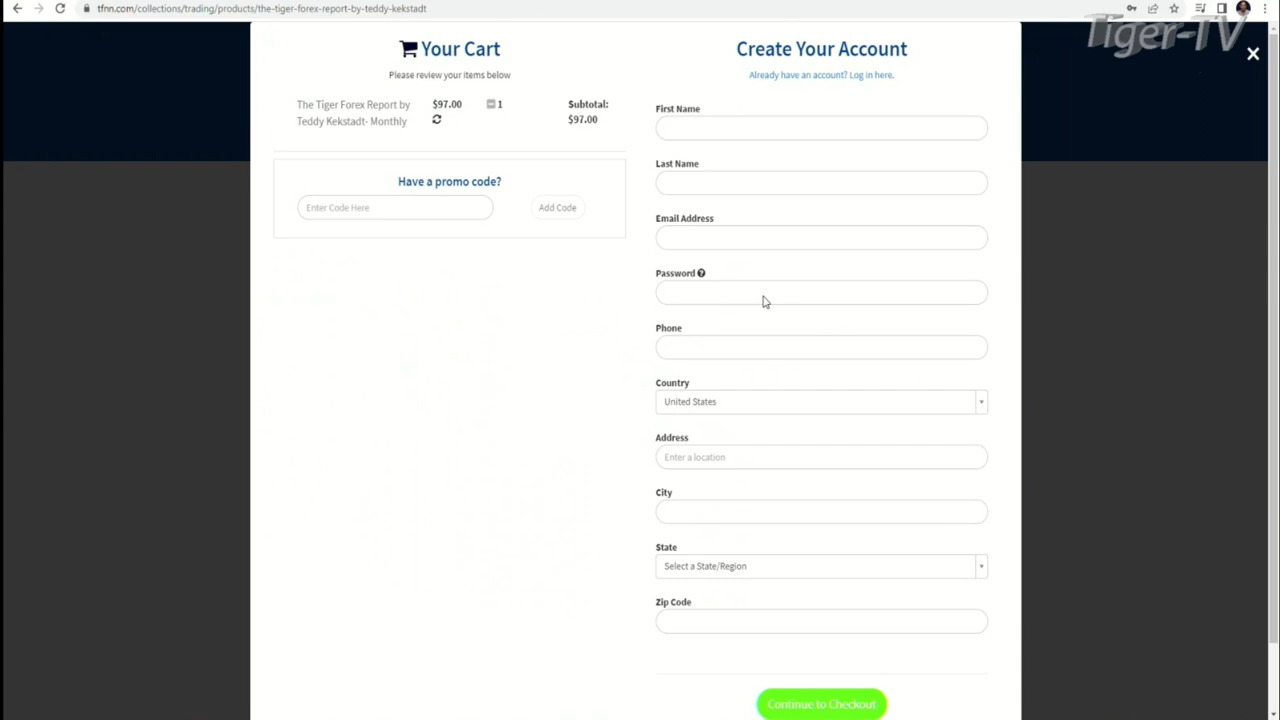 tfnn.com/collections/trading/products/the-tiger-forex-report-by-teddy-kekstadt
Tiger-TV
Your Cart
Please review your items below
The Tiger Forex Report by $97.00 1 Subtotal:
Teddy Kekstadt- Monthly $97.00
Have a promo code?
Enter Code Here Add Code
Create Your Account
Already have an account? Log in here.
First Name
Last Name
Email Address
Password
Phone
Country
United States
Address
Enter a location
City
State
Select a State/Region
Zip Code
Continue to Checkout